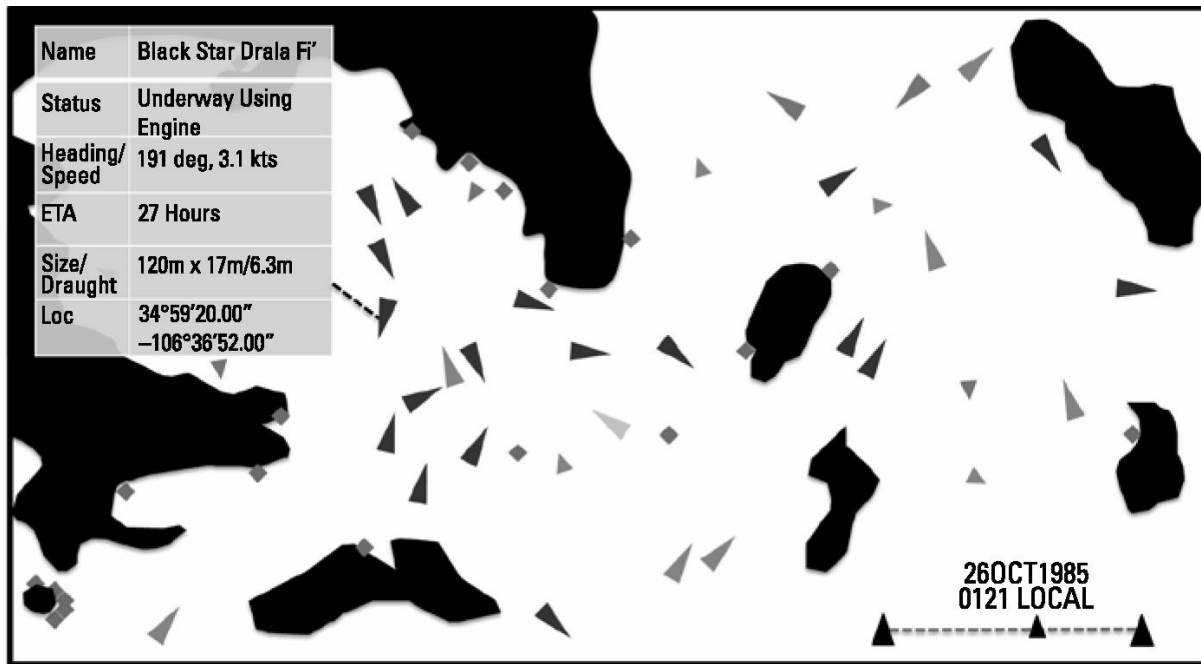 Name Black Star Drala Fi’
Status Underway Using
Engine
Heading/
Speed 191 deg, 3.1 kts
ETA 27 Hours
Size/
Draught 120m x 17m/6.3m
Loc 34°59’20.00”
–106°36’52.00”
26OCT1985
0121 LOCAL